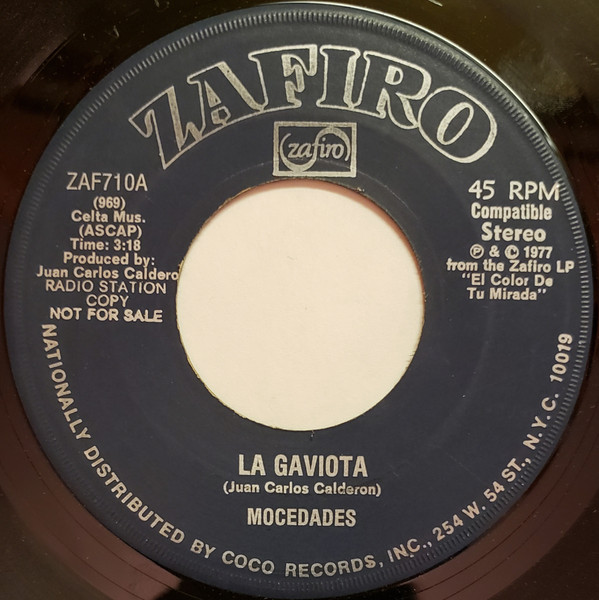 ZAFIRO
zafiro
ZAF710A
(969)
Celta Mus.
(ASCAP)
Time: 3:18
Produced by:
Juan Carlos Caldero
RADIO STATION
COPY
NOT FOR SALE
45 RPM
Compatible
Stereo
Ⓟ & © 1977
from the Zafiro LP
"El Color De
Tu Mirada"
LA GAVIOTA
(Juan Carlos Calderon)
MOCEDADES
NATIONALLY DISTRIBUTED BY COCO RECORDS, INC., 254 W. 54 ST., N.Y.C. 10019